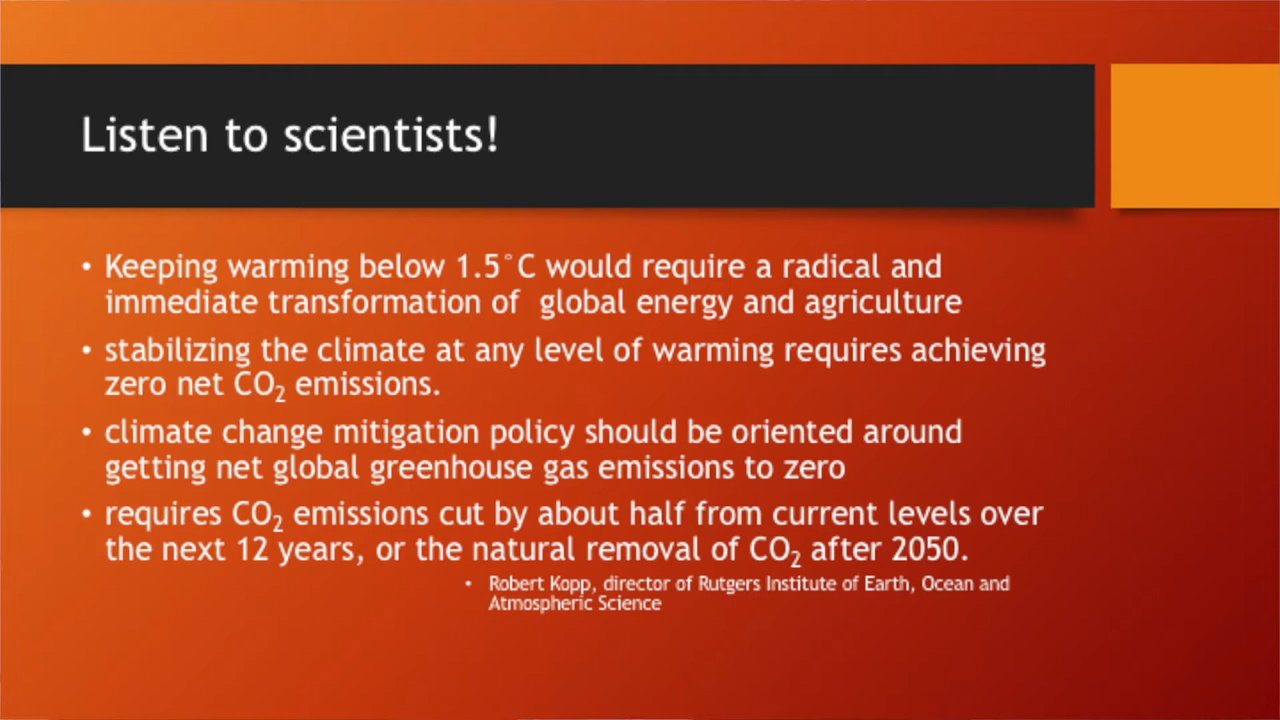 Listen to scientists!
• Keeping warming below 1.5°C would require a radical and
immediate transformation of  global energy and agriculture
• stabilizing the climate at any level of warming requires achieving
zero net CO₂ emissions.
• climate change mitigation policy should be oriented around
getting net global greenhouse gas emissions to zero
• requires CO₂ emissions cut by about half from current levels over
the next 12 years, or the natural removal of CO₂ after 2050.
• Robert Kopp, director of Rutgers Institute of Earth, Ocean and
Atmospheric Science